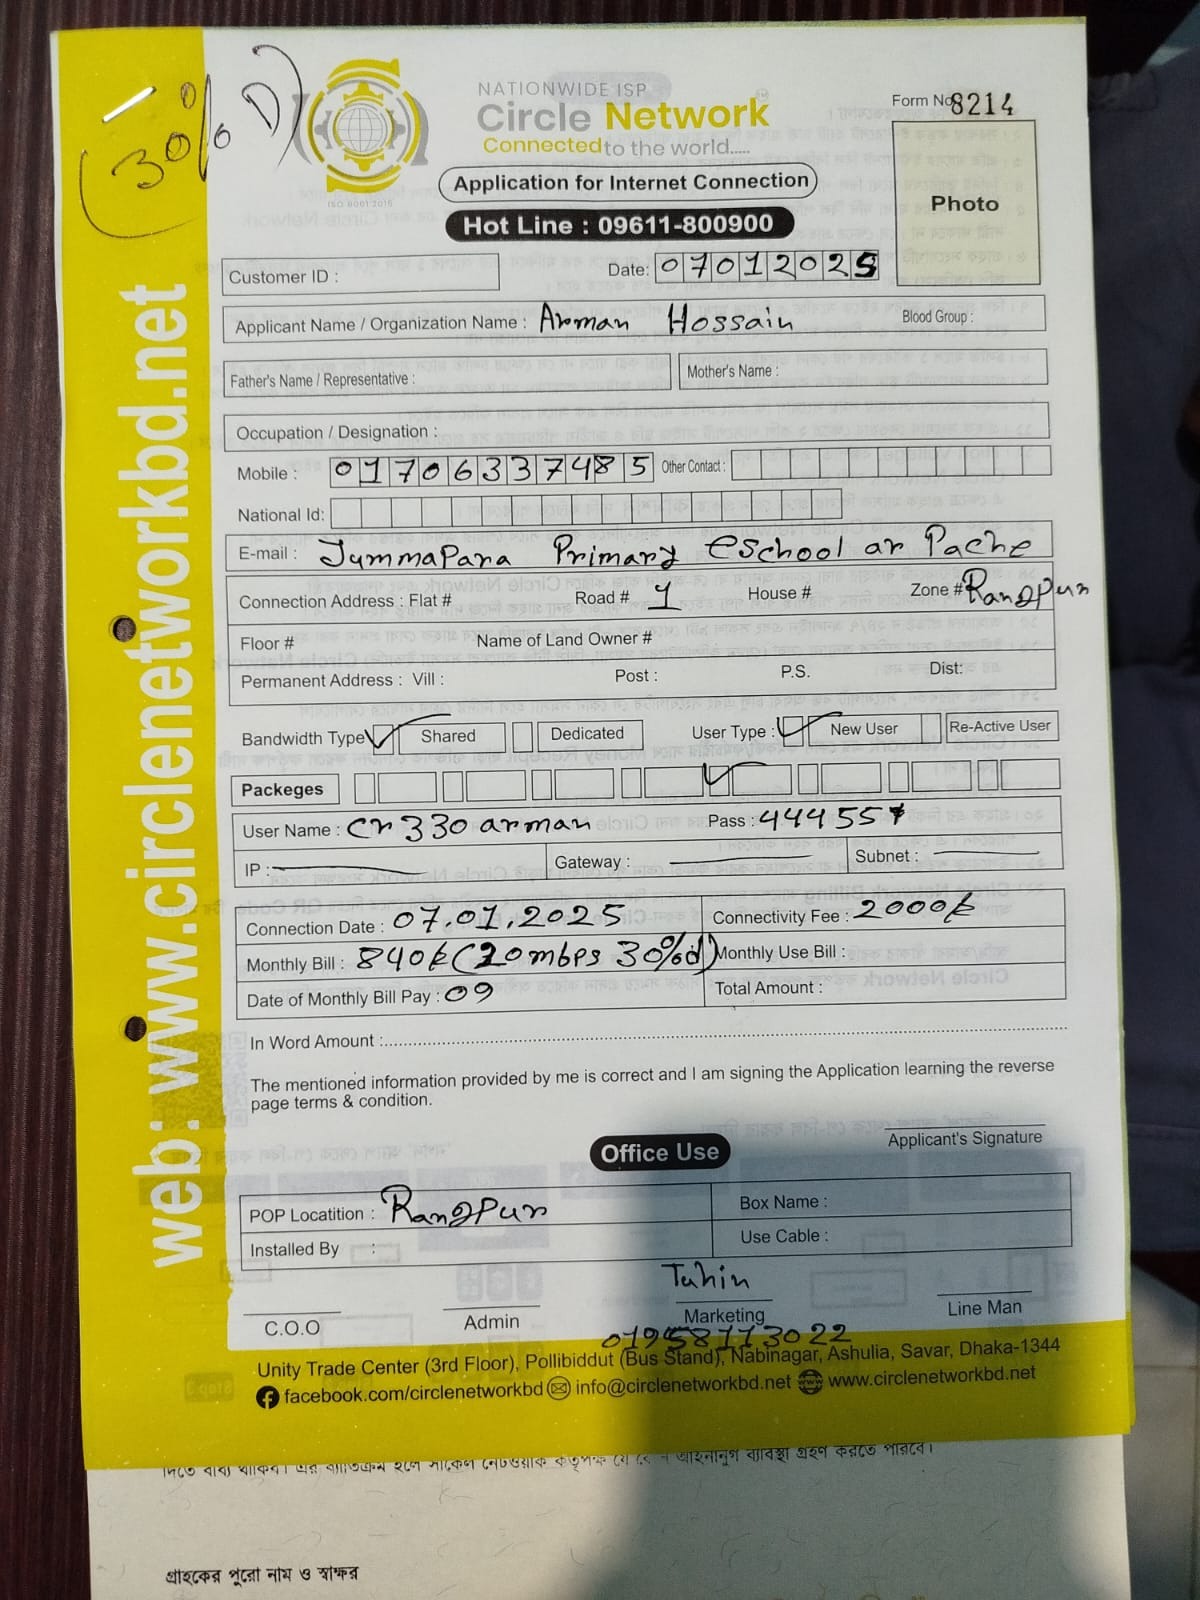 (30% D)
NATIONWIDE ISP
Circle Network
Connected to the world.....
ISO 9001:2015
Form No 8214
Application for Internet Connection
Photo
Hot Line : 09611-800900
Customer ID :
Date: 07012025
Applicant Name / Organization Name : Arman Hossain Blood Group :
Father's Name / Representative : Mother's Name :
Occupation / Designation :
Mobile : 01706337485 Other Contact :
National Id:
E-mail : Jummapara Primary eschool ar Pache
Connection Address : Flat # Road # 1 House # Zone # Rangpur
Floor # Name of Land Owner #
Permanent Address : Vill : Post : P.S. Dist:
Bandwidth Type Shared Dedicated User Type : New User Re-Active User
Packeges
User Name : cn330arman Pass : 44455
IP : Gateway : Subnet :
Connection Date : 07.01.2025 Connectivity Fee : 2000/=
Monthly Bill : 840/= (20mbps 30%d) Monthly Use Bill :
Date of Monthly Bill Pay : 09 Total Amount :
In Word Amount :
The mentioned information provided by me is correct and I am signing the Application learning the reverse
page terms & condition.
Applicant's Signature
Office Use
POP Locatition : Rangpur Box Name :
Installed By : Use Cable :
Tuhin
C.O.O Admin Marketing Line Man
01958113022
Unity Trade Center (3rd Floor), Pollibiddut (Bus Stand), Nabinagar, Ashulia, Savar, Dhaka-1344
facebook.com/circlenetworkbd info@circlenetworkbd.net www.circlenetworkbd.net
web: www.circlenetworkbd.net
গ্রাহকের পুরো নাম ও স্বাক্ষর